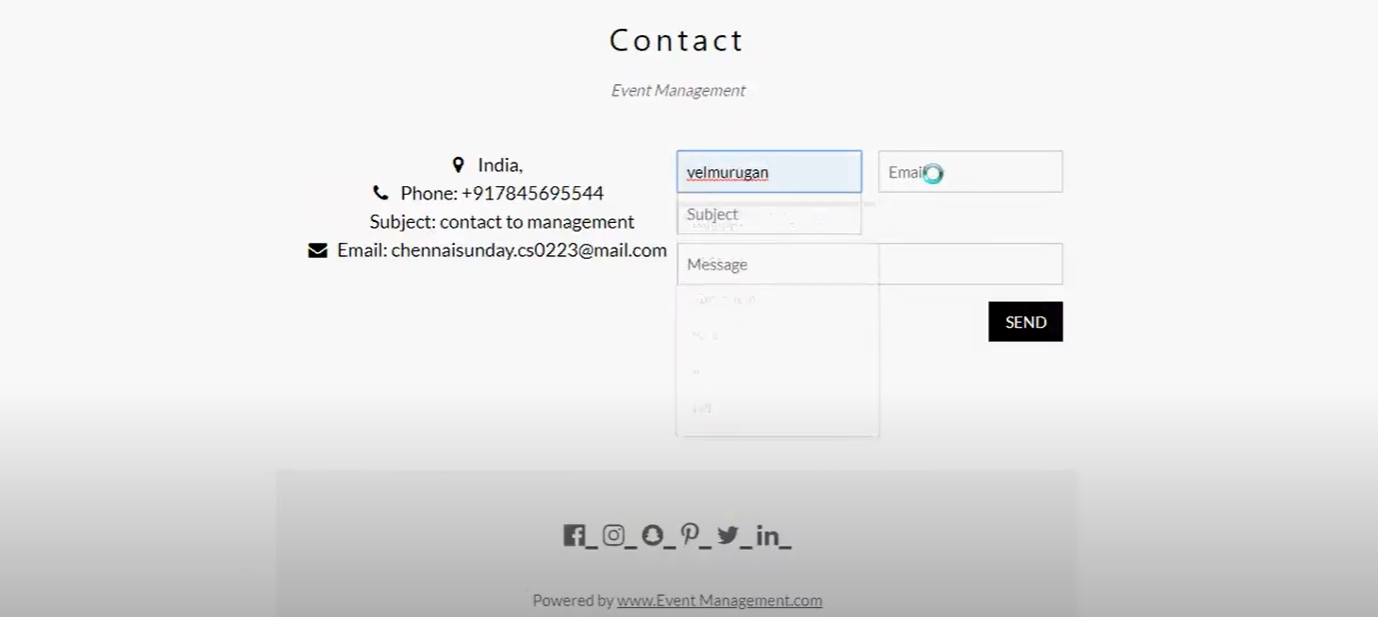 Contact
Event Management
India,
Phone: +917845695544
Subject: contact to management
Email: chennaisunday.cs0223@mail.com
velmurugan
Email
Subject
Message
SEND
Powered by www.Event Management.com